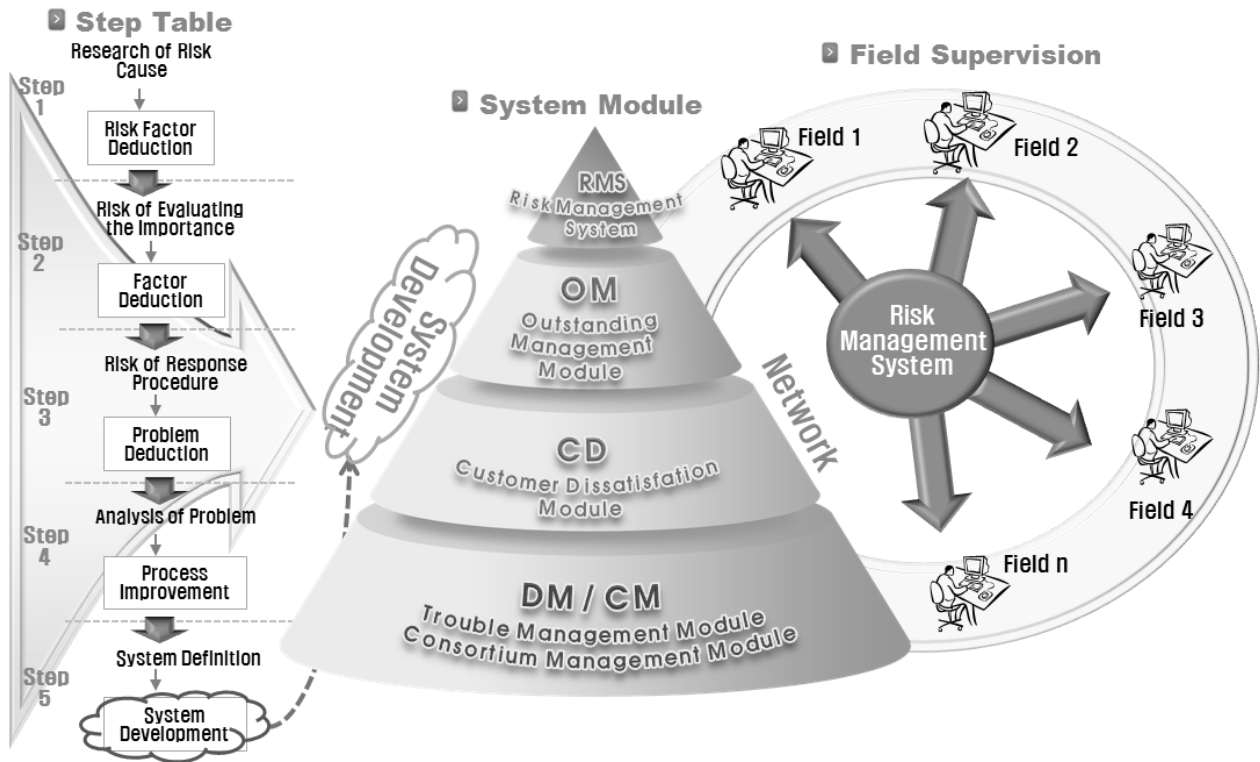 Step Table
Research of Risk
Cause
Step
1
Risk Factor
Deduction
Risk of Evaluating
the Importance
Step
2
Factor
Deduction
Risk of Response
Procedure
Step
3
Problem
Deduction
Analysis of Problem
Step
4
Process
Improvement
System Definition
Step
5
System
Development
System
Development
System Module
RMS
Risk Management
System
OM
Outstanding
Management
Module
CD
Customer Dissatisfation
Module
DM / CM
Trouble Management Module
Consortium Management Module
Network
Field Supervision
Field 1
Field 2
Field 3
Field 4
Field n
Risk
Management
System